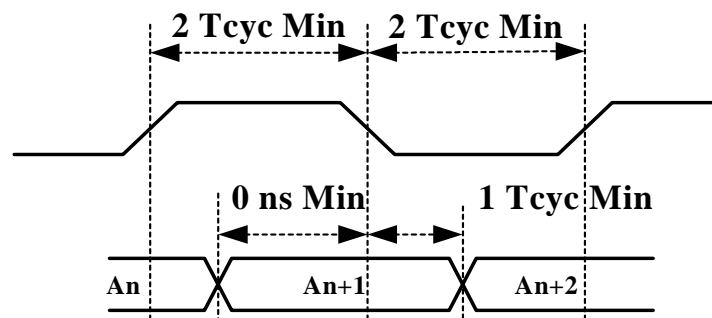 2 Tcyc Min 2 Tcyc Min
0 ns Min 1 Tcyc Min
An An+1 An+2